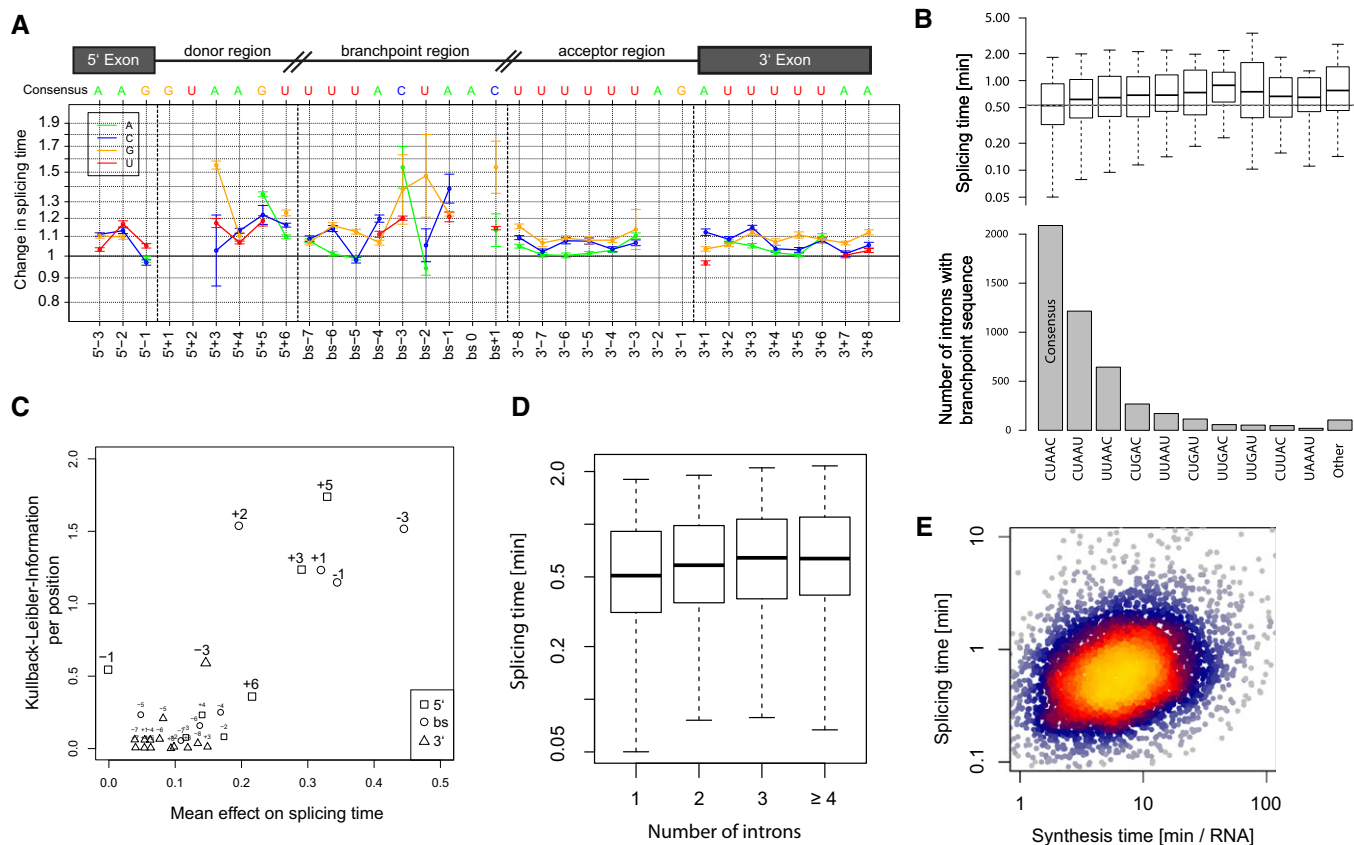 A
5' Exon
donor region
branchpoint region
acceptor region
3' Exon
Consensus A A G G U A A G U U U U A C U A A C U U U U U U A G A U U U U U A A
Change in splicing time
1.9
1.7
1.5
1.3
1.2
1.1
1
0.9
0.8
A
C
G
U
5'−3 5'−2 5'−1 5'+1 5'+2 5'+3 5'+4 5'+5 5'+6 bs−7 bs−6 bs−5 bs−4 bs−3 bs−2 bs−1 bs 0 bs+1 3'−8 3'−7 3'−6 3'−5 3'−4 3'−3 3'−2 3'−1 3'+1 3'+2 3'+3 3'+4 3'+5 3'+6 3'+7 3'+8
B
Splicing time [min]
5.00
2.00
1.00
0.50
0.20
0.10
0.05
Number of introns with
branchpoint sequence
2000
1500
1000
500
0
Consensus
CUAAC CUAAU UUAAC CUGAC UUAAU CUGAU UUGAC UUGAU CUUAC UAAAU Other
C
Kullback-Leibler-Information
per position
2.0
1.5
1.0
0.5
0.0
+5
+2
−3
+3 +1
-1
−1
−3
+6
5'
bs
3'
0.0 0.1 0.2 0.3 0.4 0.5
Mean effect on splicing time
D
Splicing time [min]
2.0
0.5
0.2
0.05
1 2 3 ≥ 4
Number of introns
E
Splicing time [min]
10
1
0.1
1 10 100
Synthesis time [min / RNA]